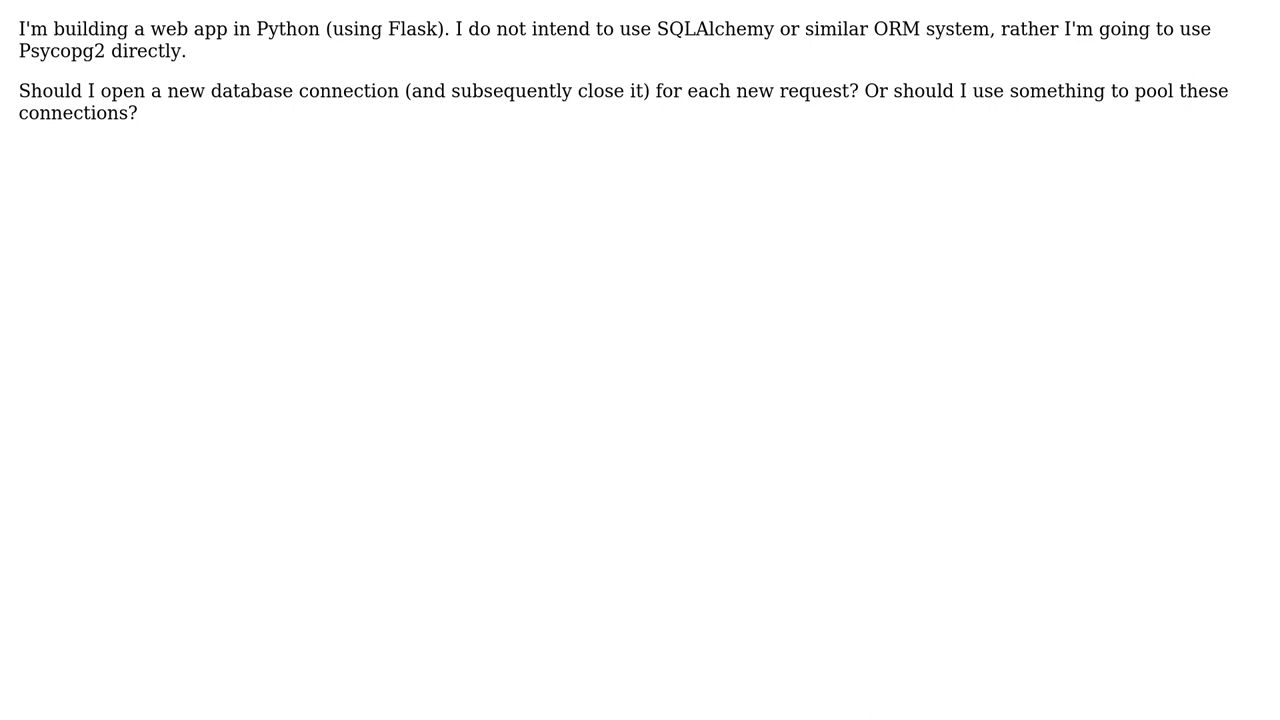 I'm building a web app in Python (using Flask). I do not intend to use SQLAlchemy or similar ORM system, rather I'm going to use
Psycopg2 directly.
Should I open a new database connection (and subsequently close it) for each new request? Or should I use something to pool these
connections?